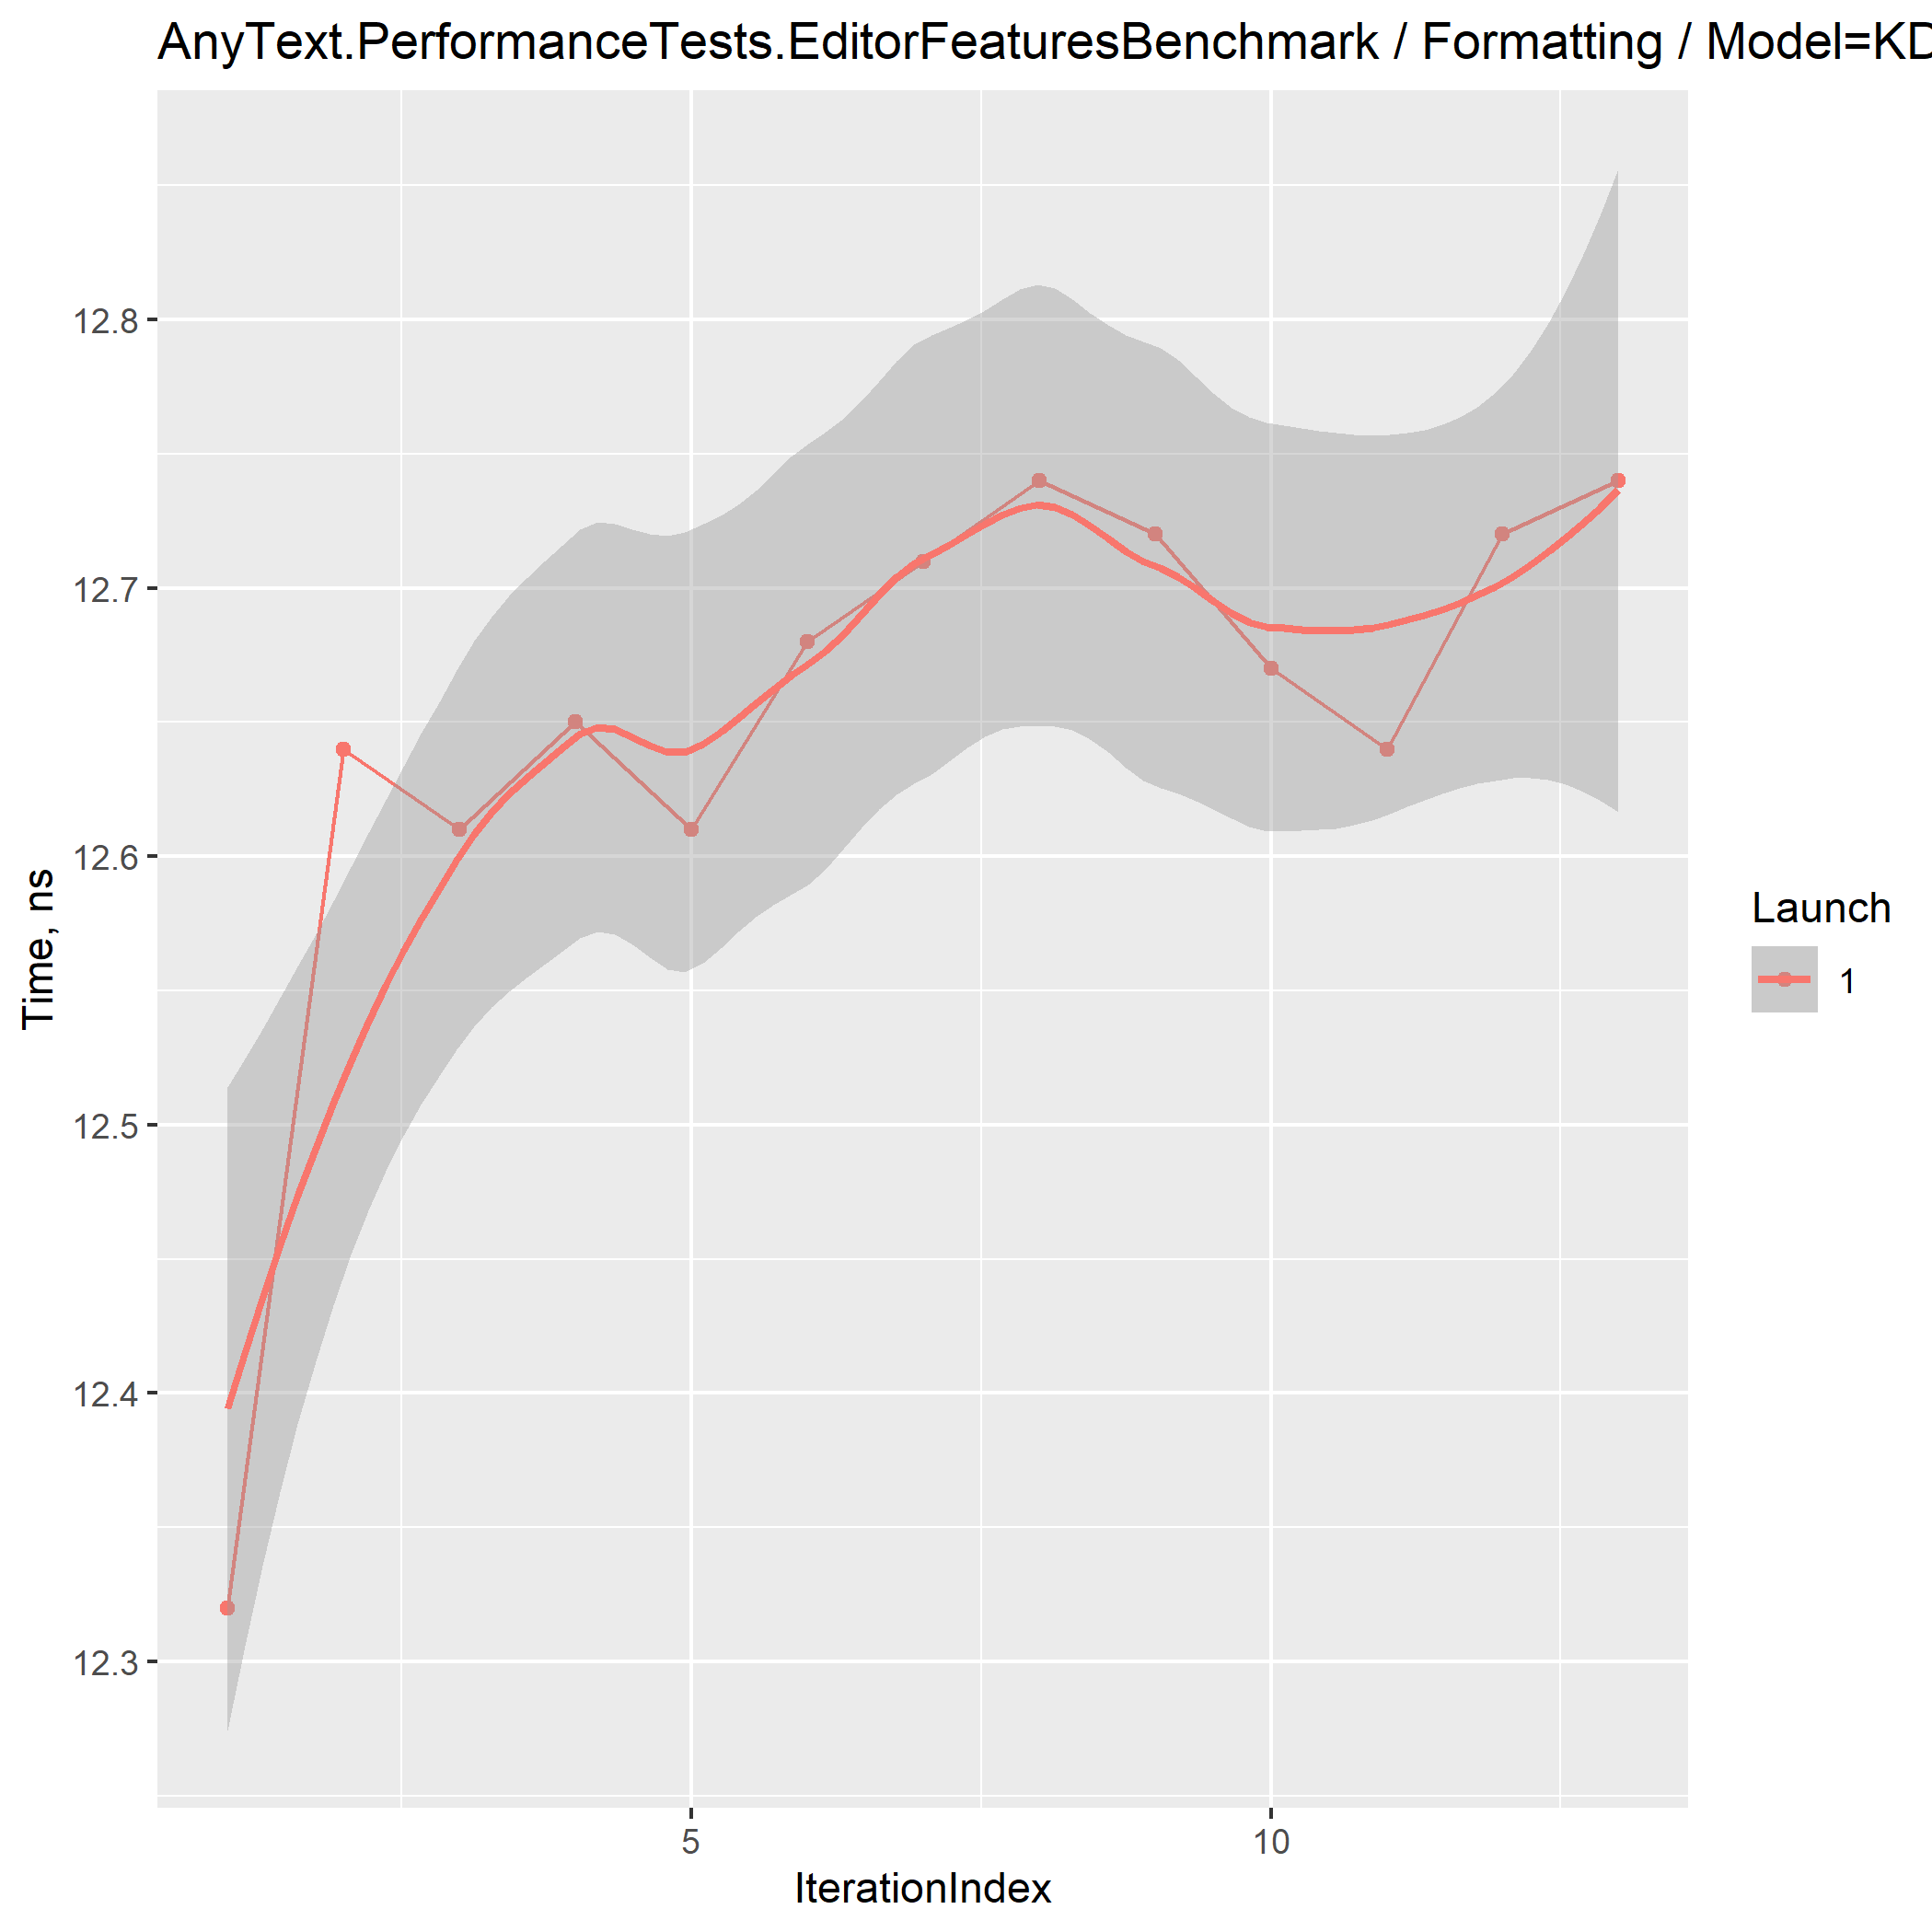 AnyText.PerformanceTests.EditorFeaturesBenchmark / Formatting / Model=KD
12.8
12.7
12.6
12.5
12.4
12.3
Time, ns
5
10
IterationIndex
Launch
1